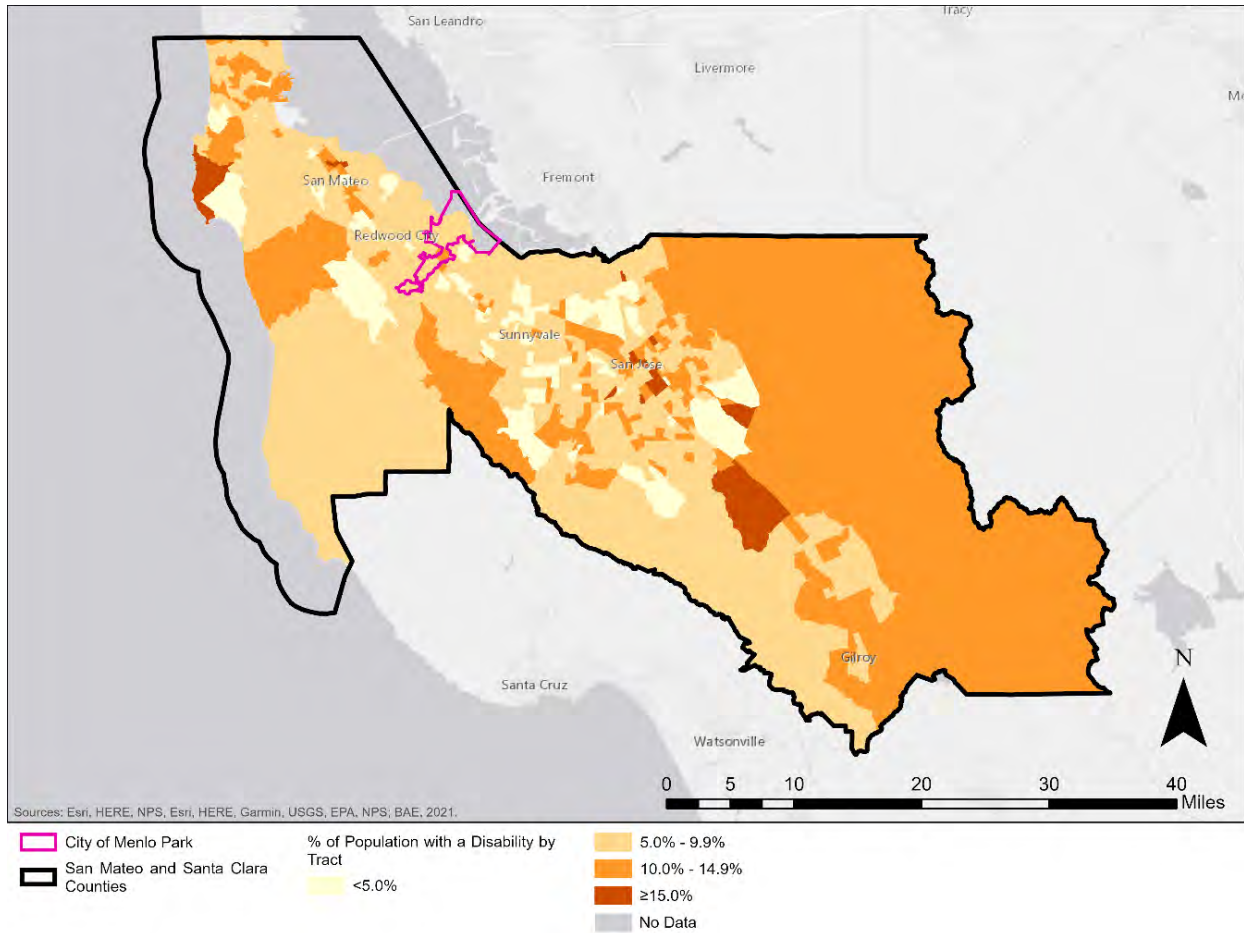 San Leandro
Tracy
Livermore
Fremont
San Mateo
Redwood City
Sunnyvale
San Jose
Gilroy
Santa Cruz
Watsonville
N
0 5 10 20 30 40
Miles
Sources: Esri, HERE, NPS, Esri, HERE, Garmin, USGS, EPA, NPS; BAE, 2021.
City of Menlo Park
San Mateo and Santa Clara
Counties
% of Population with a Disability by
Tract
<5.0%
5.0% - 9.9%
10.0% - 14.9%
≥15.0%
No Data